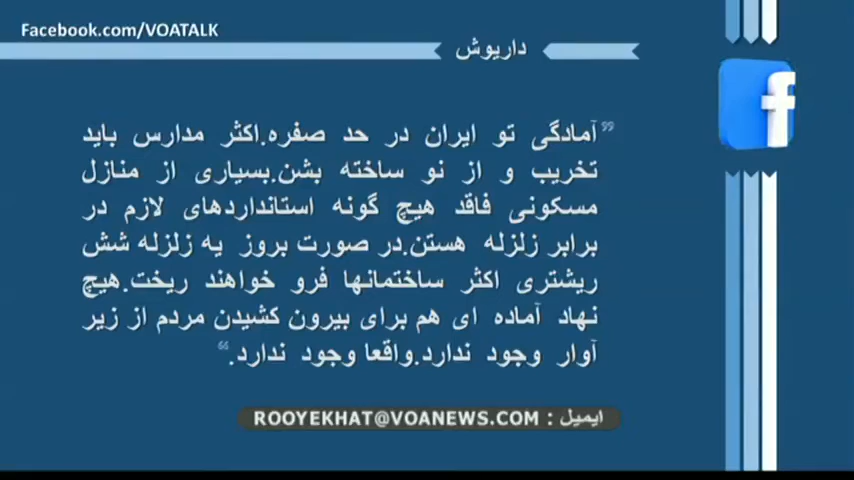 Facebook.com/VOATALK
داریوش
”آمادگی تو ایران در حد صفره.اکثر مدارس باید
تخریب و از نو ساخته بشن.بسیاری از منازل
مسکونی فاقد هیچ گونه استانداردهای لازم در
برابر زلزله هستن.در صورت بروز یه زلزله شش
ریشتری اکثر ساختمانها فرو خواهند ریخت.هیچ
نهاد آماده ای هم برای بیرون کشیدن مردم از زیر
آوار وجود ندارد.واقعا وجود ندارد.“
ایمیل : ROOYEKHAT@VOANEWS.COM
f